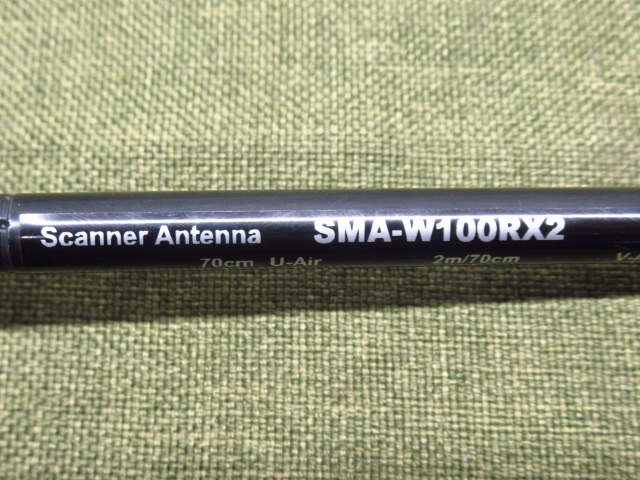 Scanner Antenna SMA-W100RX2
70cm U-Air 2m/70cm